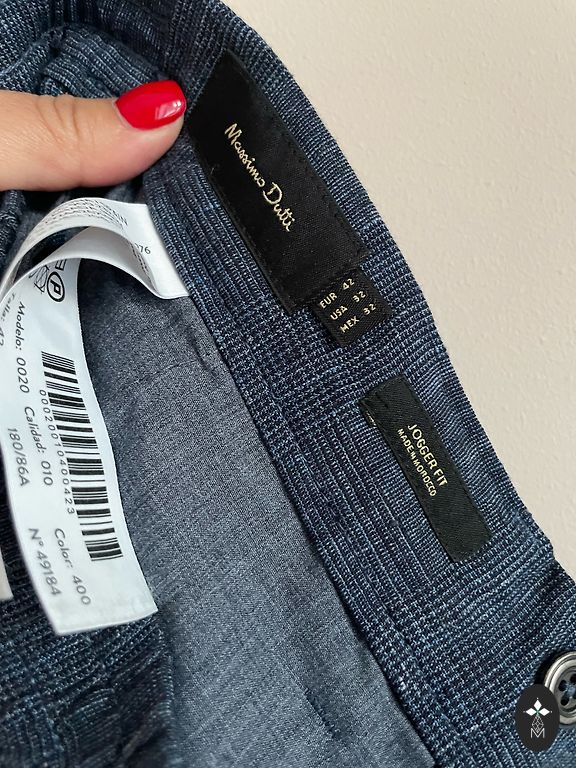 Massimo Dutti
EUR 42
USA 32
MEX 32
JOGGER FIT
MADE IN MOROCCO
Modelo: 0020 Calidad: 010
00020010400423
180/86A
Color: 400
Nº 49184
M